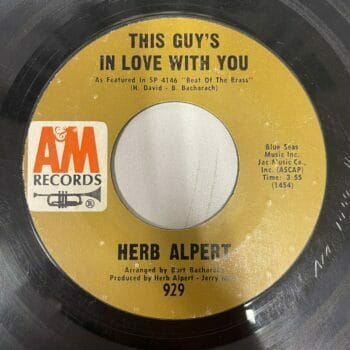 THIS GUY'S
IN LOVE WITH YOU
As Featured In SP 4146 "Beat Of The Brass"
(H. David - B. Bacharach)
A&M
RECORDS
Blue Seas
Music Inc.
Jac Music Co.,
Inc. (ASCAP)
Time: 3:55
(1454)
HERB ALPERT
Arranged by Burt Bacharach
Produced by Herb Alpert - Jerry
929